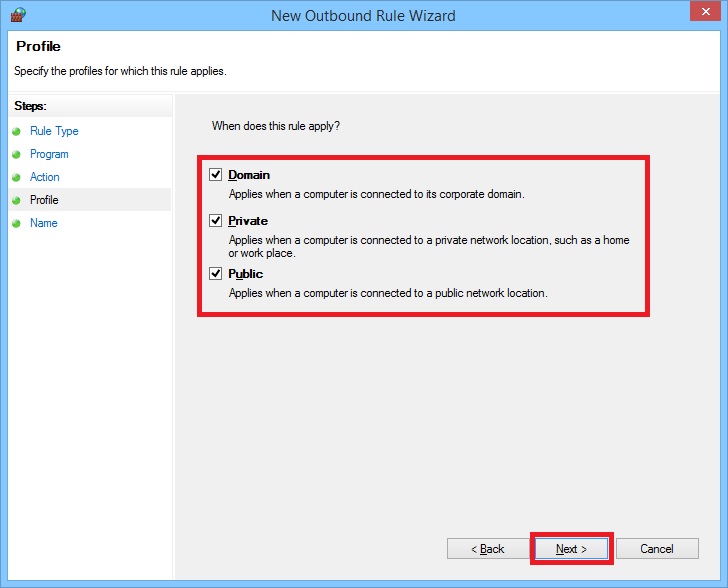 New Outbound Rule Wizard
Profile
Specify the profiles for which this rule applies.
Steps:
Rule Type
Program
Action
Profile
Name
When does this rule apply?
Domain
Applies when a computer is connected to its corporate domain.
Private
Applies when a computer is connected to a private network location, such as a home
or work place.
Public
Applies when a computer is connected to a public network location.
< Back
Next >
Cancel